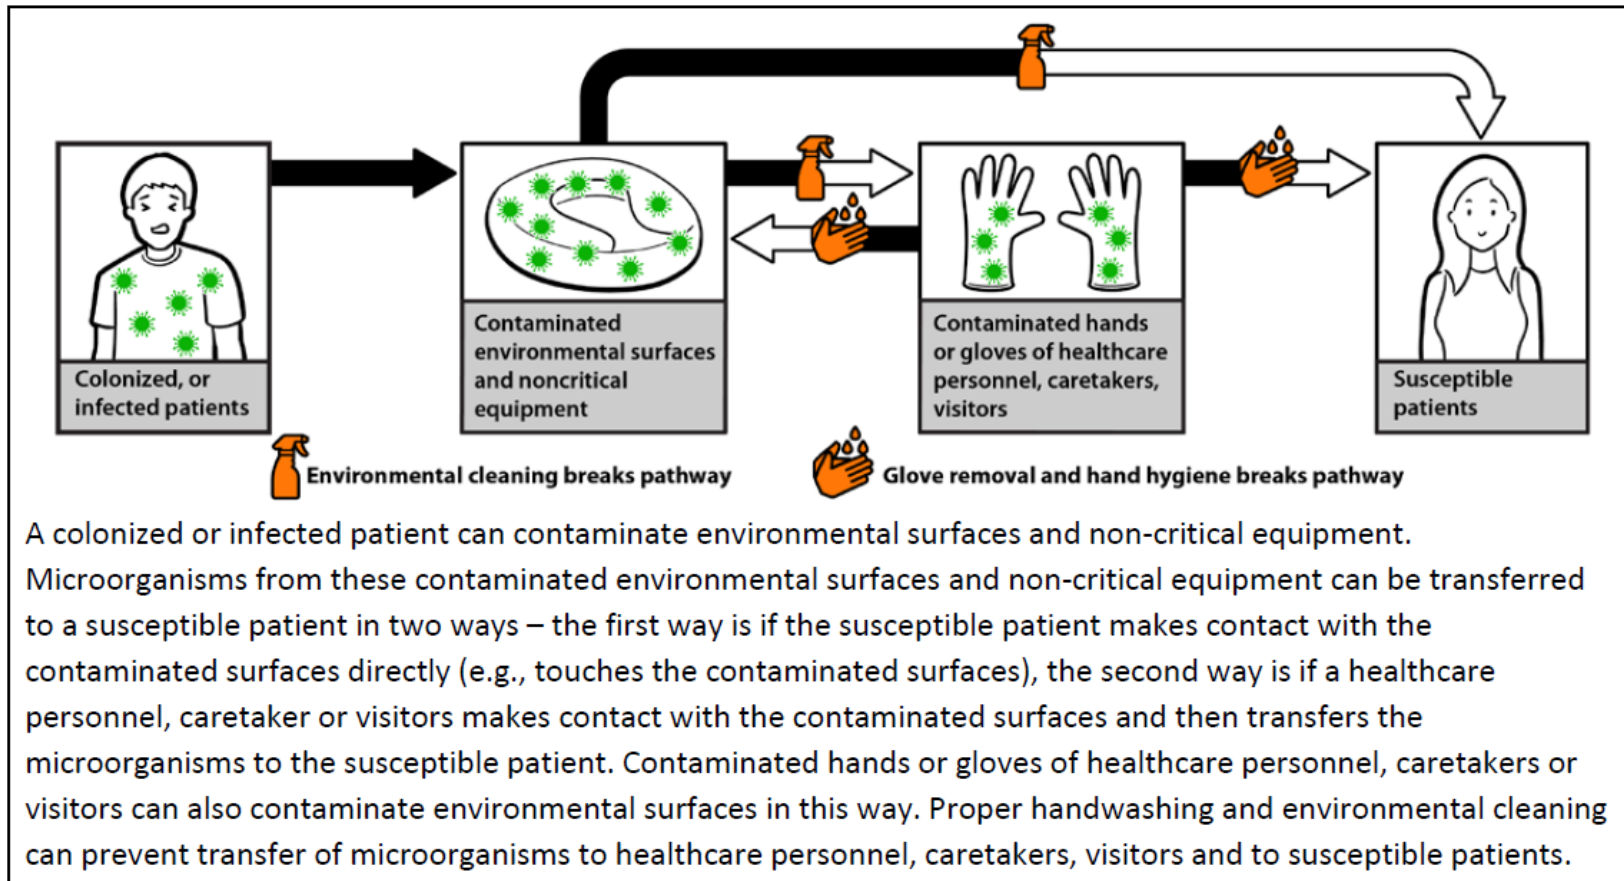 Colonized, or
infected patients
Contaminated
environmental surfaces
and noncritical
equipment
Contaminated hands
or gloves of healthcare
personnel, caretakers,
visitors
Susceptible
patients
Environmental cleaning breaks pathway
Glove removal and hand hygiene breaks pathway
A colonized or infected patient can contaminate environmental surfaces and non-critical equipment.
Microorganisms from these contaminated environmental surfaces and non-critical equipment can be transferred
to a susceptible patient in two ways – the first way is if the susceptible patient makes contact with the
contaminated surfaces directly (e.g., touches the contaminated surfaces), the second way is if a healthcare
personnel, caretaker or visitors makes contact with the contaminated surfaces and then transfers the
microorganisms to the susceptible patient. Contaminated hands or gloves of healthcare personnel, caretakers or
visitors can also contaminate environmental surfaces in this way. Proper handwashing and environmental cleaning
can prevent transfer of microorganisms to healthcare personnel, caretakers, visitors and to susceptible patients.